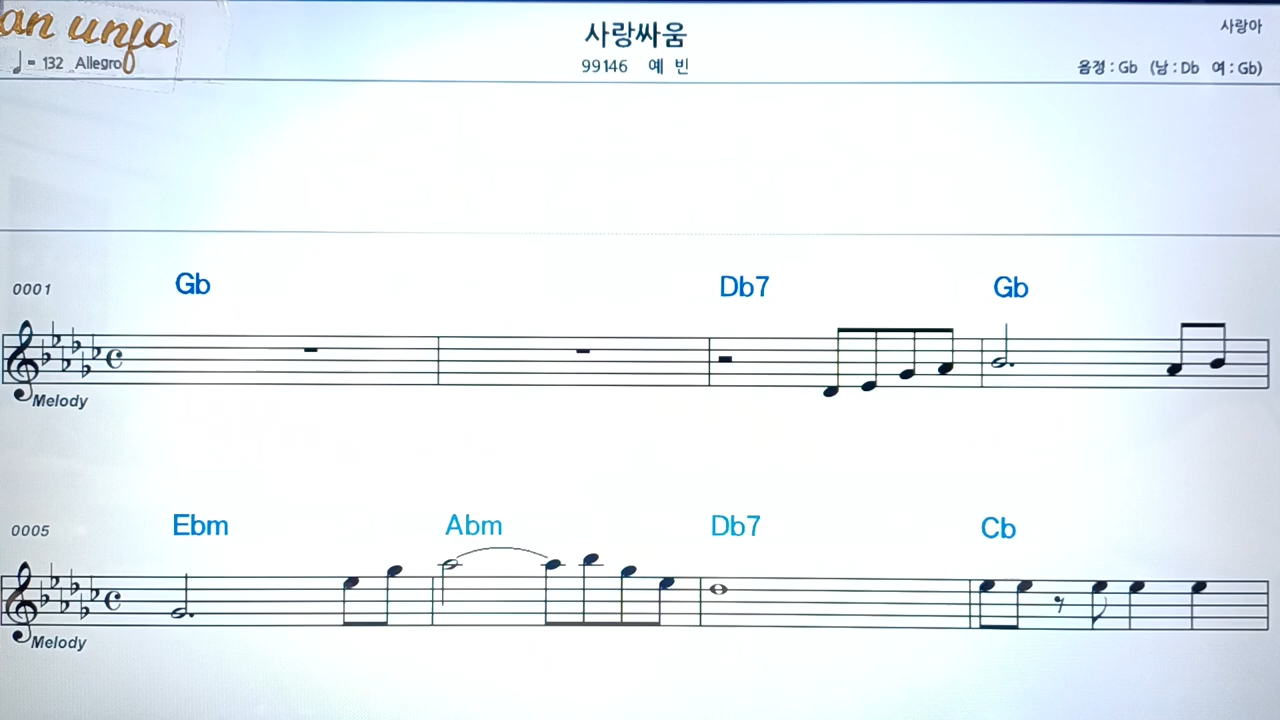 an unfa
♩ = 132 Allegro
사랑싸움
99146 예 빈
사랑아
음정 : Gb (남 : Db 여 : Gb)
0001
Gb Db7 Gb
Melody
0005
Ebm Abm Db7 Cb
Melody